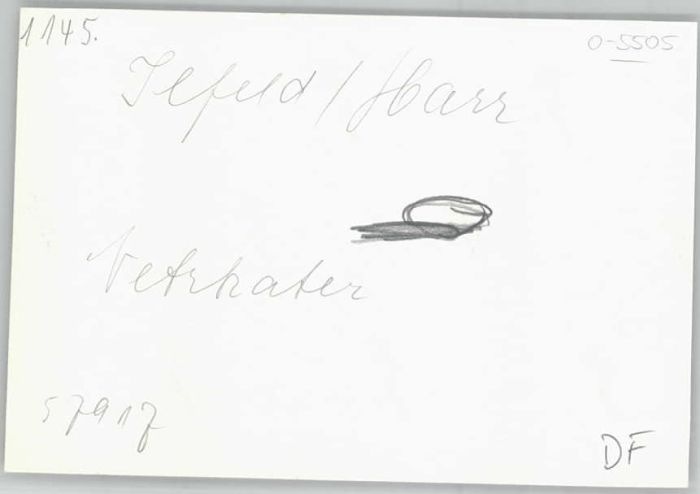 1145.
0-5505
Ilfeld/Harz
Netzkater
57917
DF